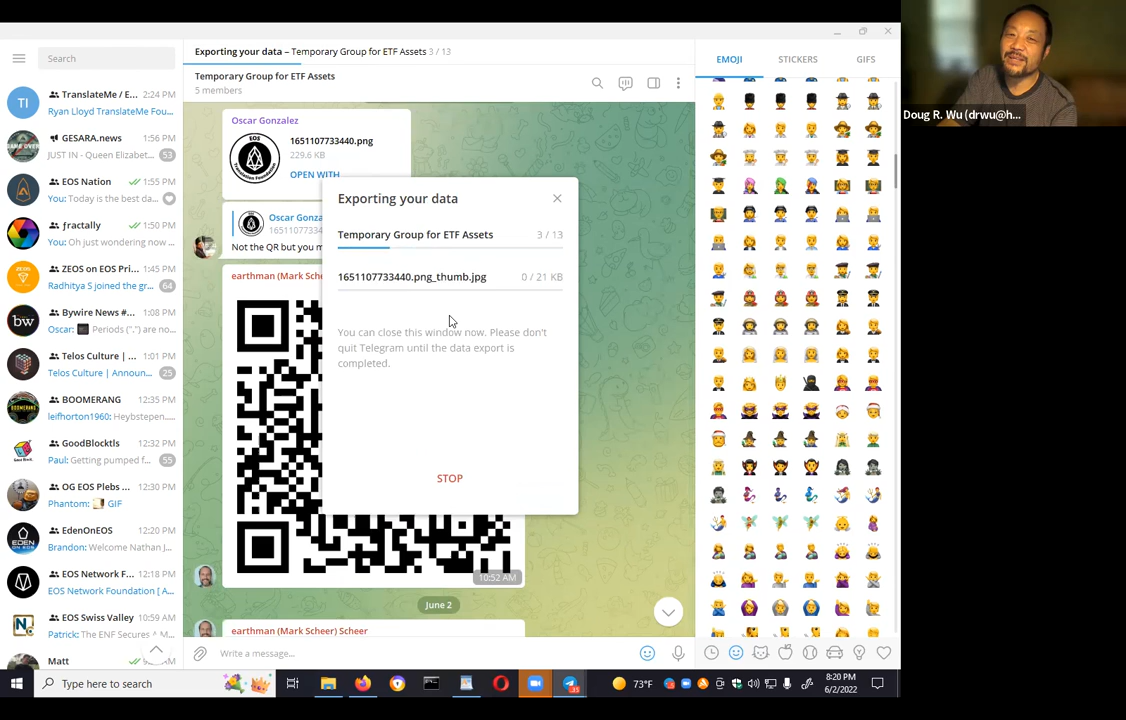 Exporting your data – Temporary Group for ETF Assets 3 / 13
Search
Temporary Group for ETF Assets
5 members
TranslateMe / E... 2:24 PM
Ryan Lloyd TranslateMe Fou...
TI
GESARA.news 1:56 PM
JUST IN - Queen Elizabet... 53
EOS Nation 1:55 PM
You: Today is the best da...
ƒractally 1:50 PM
You: Oh just wondering now ...
ZEOS on EOS Pri... 1:45 PM
Radhitya S joined the gr... 64
Bywire News #... 1:08 PM
Oscar: Periods (".") are no...
bw
Telos Culture | ... 1:01 PM
Telos Culture | Announ... 25
BOOMERANG 12:39 PM
leifhorton1960: Heybstepen.....
GoodBlocktls 12:32 PM
Paul: Getting pumped f... 55
OG EOS Plebs ... 12:30 PM
Phantom: GIF
EdenOnEOS 12:20 PM
Brandon: Welcome Nathan J...
EOS Network F... 12:18 PM
EOS Network Foundation [ A...
EOS Swiss Valley 10:59 AM
Patrick: The ENF Secures A M...
Matt 9:
Oscar Gonzalez
EOS
1651107733440.png
229.6 KB
OPEN WITH
Oscar Gonza
16511077334
Not the QR but you m
earthman (Mark Sche
10:52 AM
June 2
earthman (Mark Scheer) Scheer
Write a message...
Exporting your data
Temporary Group for ETF Assets 3 / 13
1651107733440.png_thumb.jpg 0 / 21 KB
You can close this window now. Please don't
quit Telegram until the data export is
completed.
STOP
EMOJI STICKERS GIFS
Doug R. Wu (drwu@h...
Type here to search
73°F
8:20 PM
6/2/2022